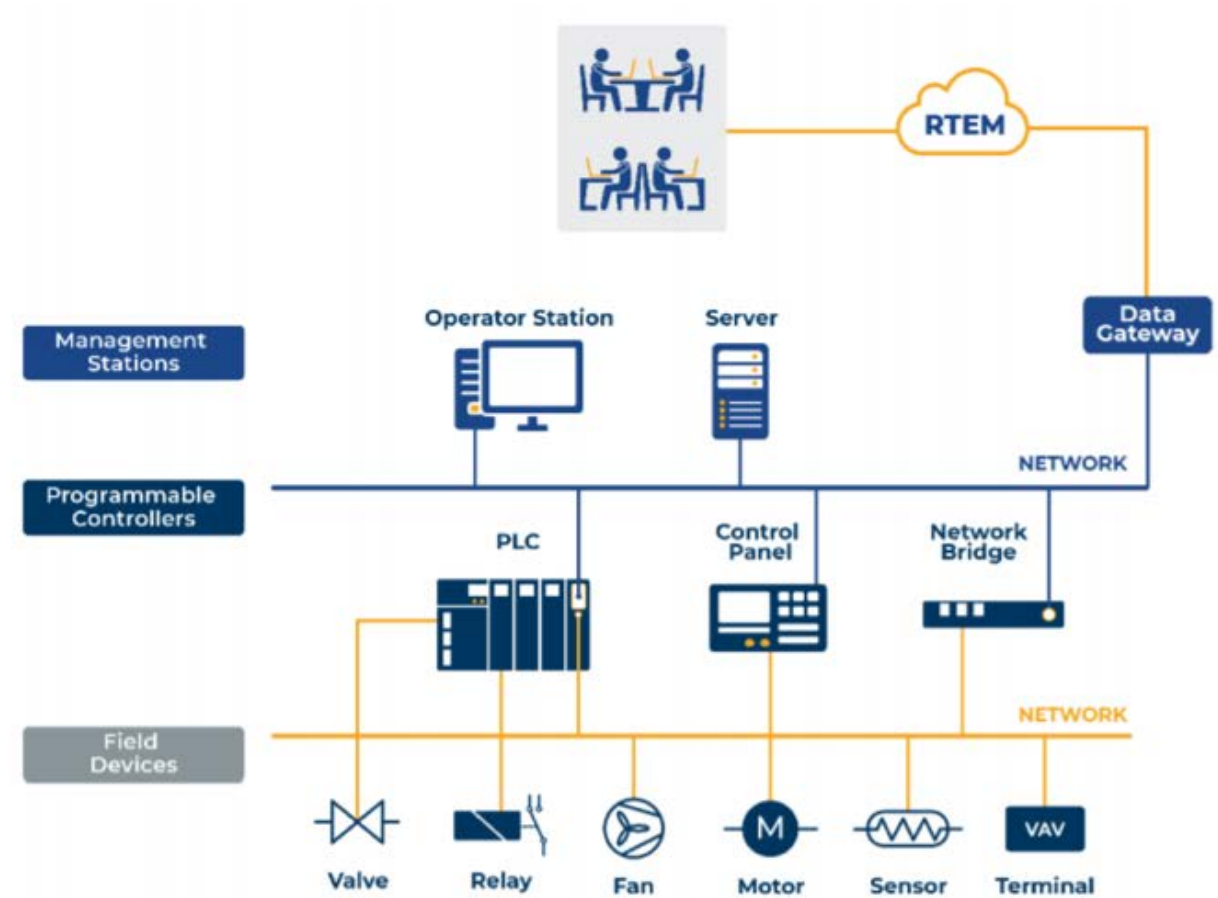 RTEM
Data
Gateway
Operator Station
Server
Management
Stations
NETWORK
Programmable
Controllers
PLC
Control
Panel
Network
Bridge
NETWORK
Field
Devices
M
VAV
Valve
Relay
Fan
Motor
Sensor
Terminal